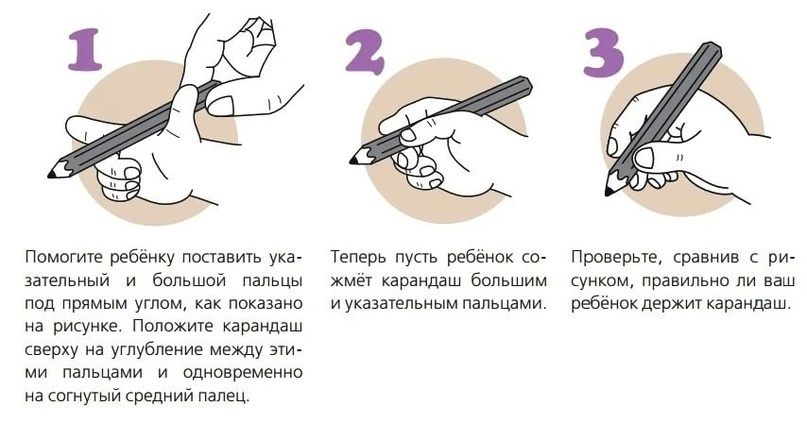 1
Помогите ребёнку поставить ука-
зательный и большой пальцы
под прямым углом, как показано
на рисунке. Положите карандаш
сверху на углубление между эти-
ми пальцами и одновременно
на согнутый средний палец.
2
Теперь пусть ребёнок со-
жмёт карандаш большим
и указательным пальцами.
3
Проверьте, сравнив с ри-
сунком, правильно ли ваш
ребёнок держит карандаш.